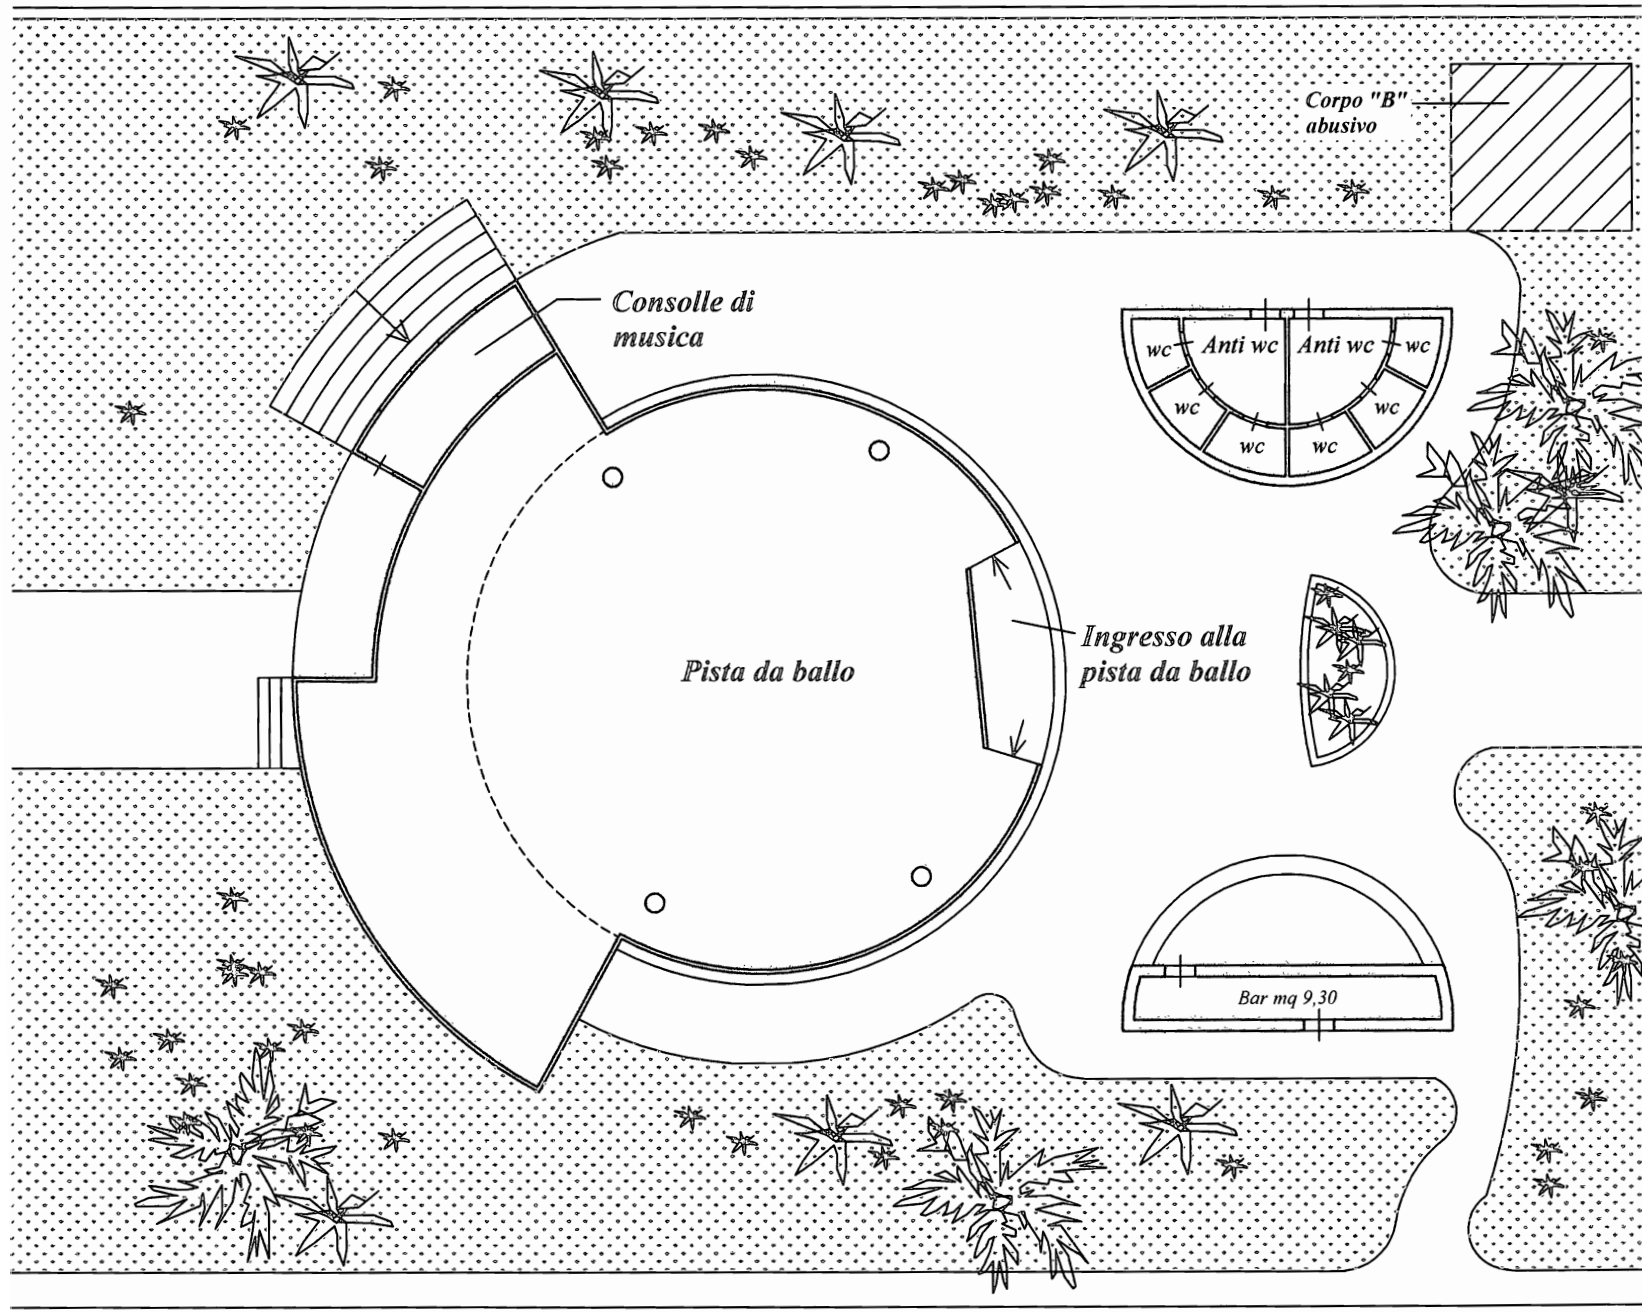 Corpo "B"
abusivo
Consolle di
musica
wc
Anti wc
Anti wc
wc
wc
wc
wc
wc
Ingresso alla
pista da ballo
Pista da ballo
Bar mq 9,30